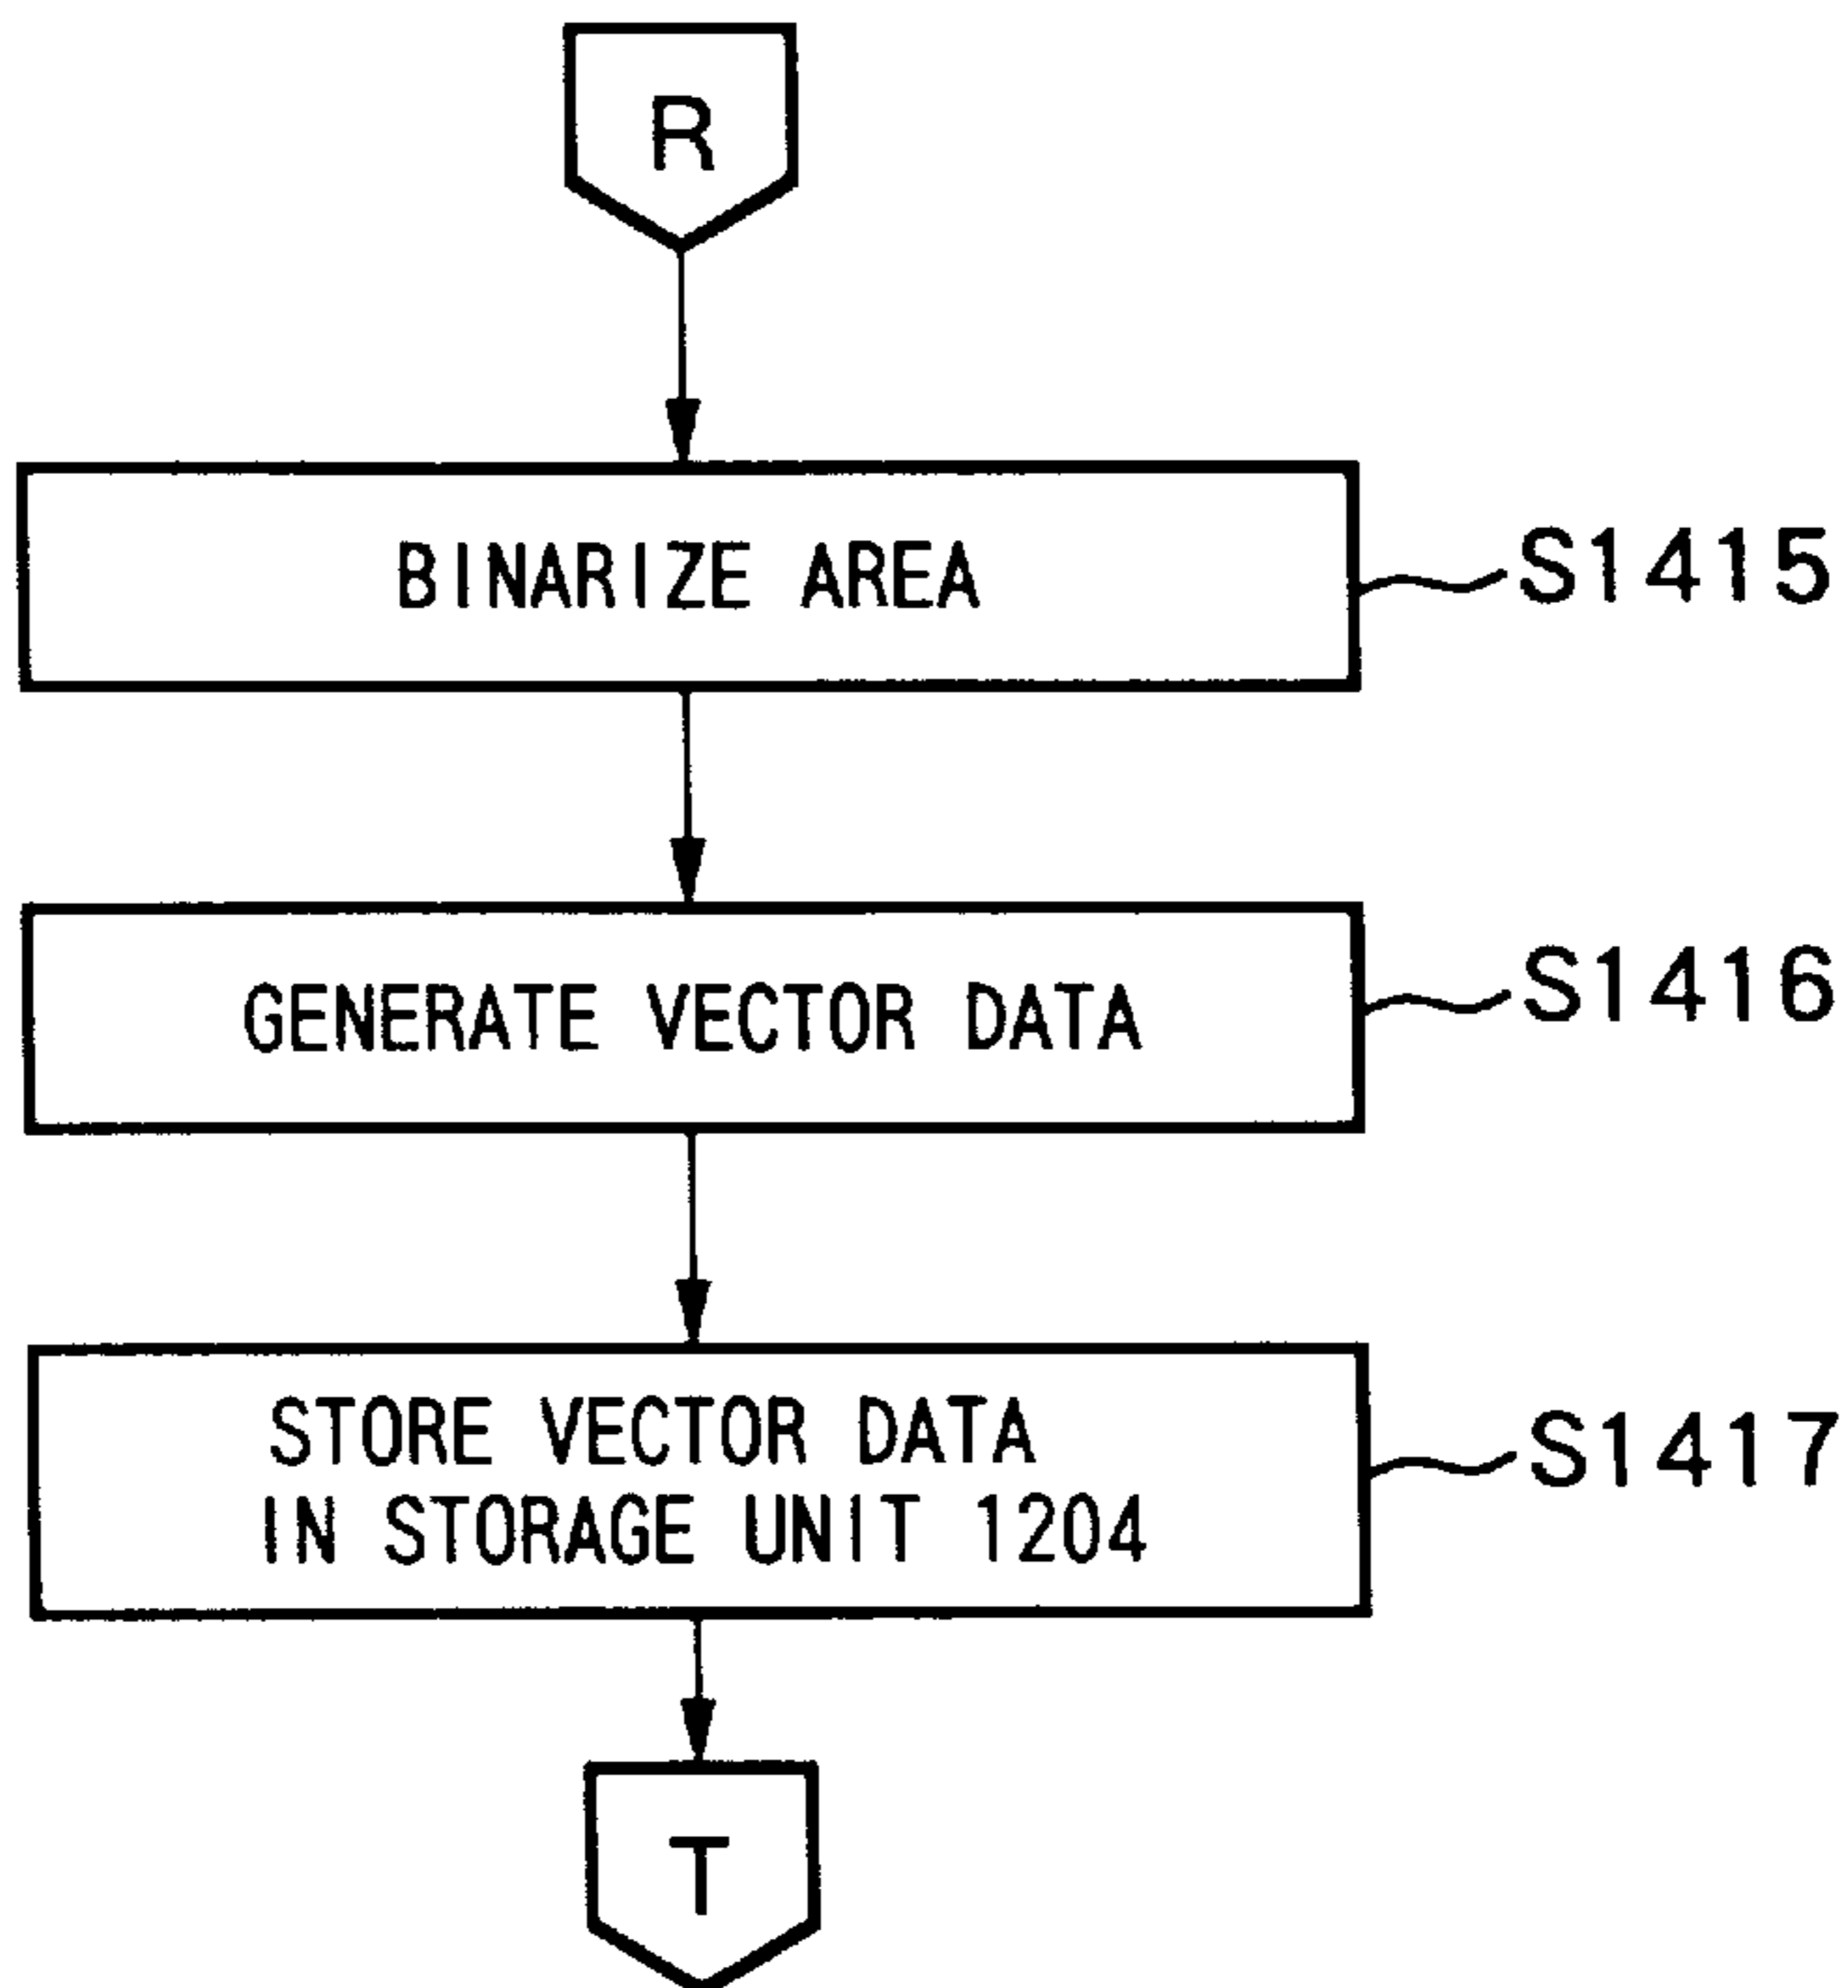 R
BINARIZE AREA
S1415
GENERATE VECTOR DATA
S1416
STORE VECTOR DATA
IN STORAGE UNIT 1204
S1417
T